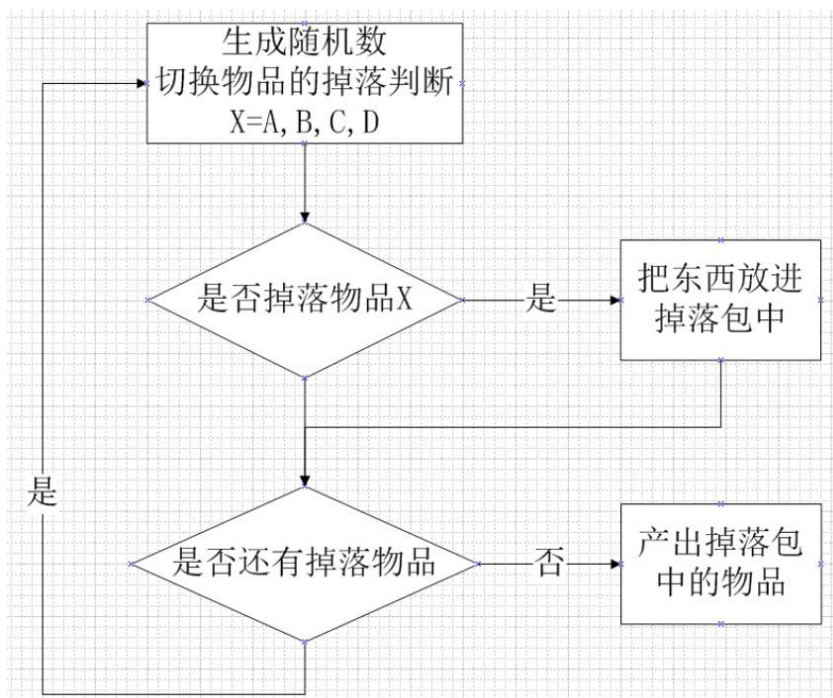 生成随机数
切换物品的掉落判断
X=A,B,C,D
是否掉落物品X
是
把东西放进
掉落包中
是
是否还有掉落物品
否
产出掉落包
中的物品